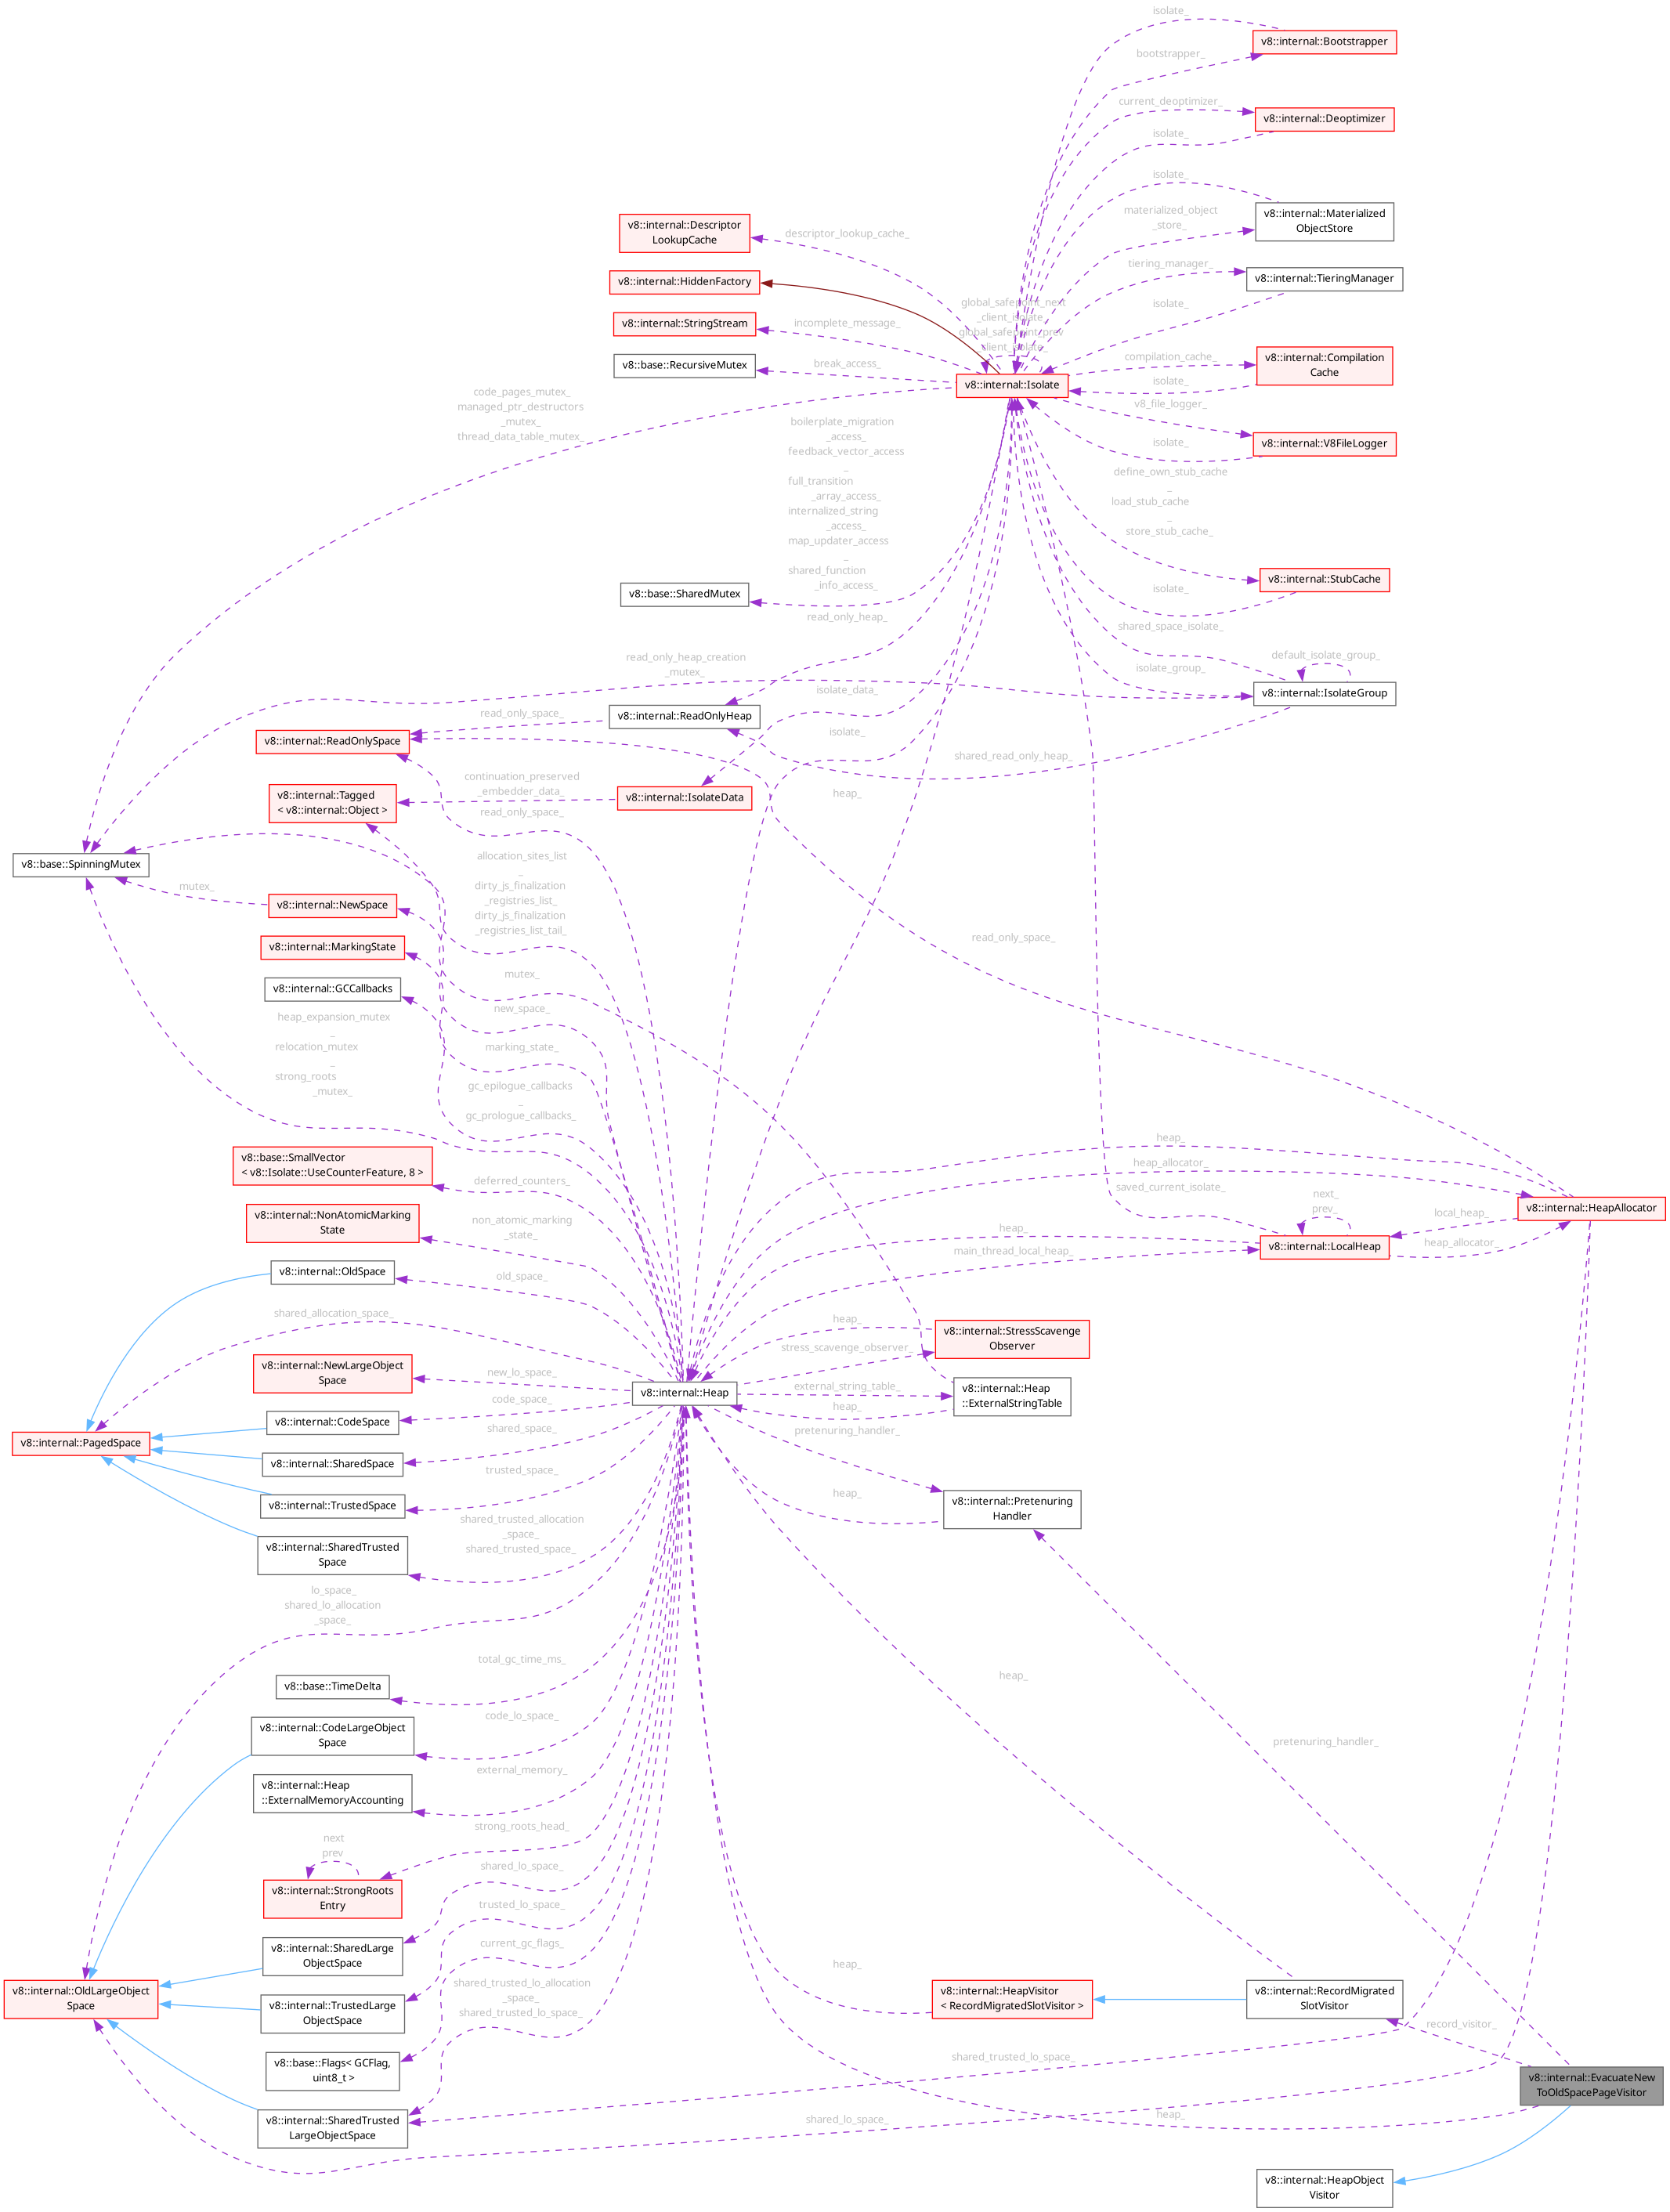 isolate_
v8::internal::Bootstrapper
bootstrapper_
current_deoptimizer_
v8::internal::Deoptimizer
isolate_
isolate_
v8::internal::Materialized
ObjectStore
materialized_object
_store_
v8::internal::Descriptor
LookupCache
descriptor_lookup_cache_
tiering_manager_
v8::internal::TieringManager
v8::internal::HiddenFactory
global_safepoint_next
_client_isolate_
global_safepoint_prev
_client_isolate_
isolate_
v8::internal::StringStream
incomplete_message_
v8::base::RecursiveMutex
break_access_
compilation_cache_
v8::internal::Compilation
Cache
isolate_
v8::internal::Isolate
code_pages_mutex_
managed_ptr_destructors
_mutex_
thread_data_table_mutex_
v8_file_logger_
v8::internal::V8FileLogger
isolate_
boilerplate_migration
_access_
feedback_vector_access
_
full_transition
_array_access_
internalized_string
_access_
map_updater_access
_
shared_function
_info_access_
define_own_stub_cache
_
load_stub_cache
_
store_stub_cache_
v8::internal::StubCache
isolate_
v8::base::SharedMutex
read_only_heap_
shared_space_isolate_
read_only_heap_creation
_mutex_
isolate_group_
default_isolate_group_
v8::internal::IsolateGroup
isolate_data_
v8::internal::ReadOnlyHeap
read_only_space_
v8::internal::ReadOnlySpace
isolate_
shared_read_only_heap_
continuation_preserved
_embedder_data_
v8::internal::Tagged
< v8::internal::Object >
v8::internal::IsolateData
heap_
read_only_space_
v8::base::SpinningMutex
allocation_sites_list
_
dirty_js_finalization
_registries_list_
dirty_js_finalization
_registries_list_tail_
mutex_
v8::internal::NewSpace
v8::internal::MarkingState
read_only_space_
mutex_
v8::internal::GCCallbacks
new_space_
heap_expansion_mutex
_
relocation_mutex
_
strong_roots
_mutex_
marking_state_
gc_epilogue_callbacks
_
gc_prologue_callbacks_
v8::base::SmallVector
< v8::Isolate::UseCounterFeature, 8 >
deferred_counters_
heap_
heap_allocator_
saved_current_isolate_
v8::internal::HeapAllocator
v8::internal::NonAtomicMarking
State
non_atomic_marking
_state_
next_
prev_
local_heap_
v8::internal::LocalHeap
heap_allocator_
heap_
main_thread_local_heap_
v8::internal::OldSpace
old_space_
shared_allocation_space_
heap_
v8::internal::StressScavenge
Observer
stress_scavenge_observer_
v8::internal::NewLargeObject
Space
new_lo_space_
v8::internal::Heap
external_string_table_
v8::internal::Heap
::ExternalStringTable
heap_
v8::internal::CodeSpace
code_space_
v8::internal::PagedSpace
v8::internal::SharedSpace
shared_space_
pretenuring_handler_
v8::internal::TrustedSpace
trusted_space_
v8::internal::Pretenuring
Handler
heap_
v8::internal::SharedTrusted
Space
shared_trusted_allocation
_space_
shared_trusted_space_
lo_space_
shared_lo_allocation
_space_
v8::base::TimeDelta
total_gc_time_ms_
heap_
v8::internal::CodeLargeObject
Space
code_lo_space_
pretenuring_handler_
v8::internal::Heap
::ExternalMemoryAccounting
external_memory_
next
prev
v8::internal::StrongRoots
Entry
strong_roots_head_
v8::internal::SharedLarge
ObjectSpace
shared_lo_space_
v8::internal::OldLargeObject
Space
v8::internal::TrustedLarge
ObjectSpace
trusted_lo_space_
heap_
v8::internal::HeapVisitor
< RecordMigratedSlotVisitor >
v8::internal::RecordMigrated
SlotVisitor
v8::base::Flags< GCFlag,
uint8_t >
current_gc_flags_
record_visitor_
shared_trusted_lo_allocation
_space_
shared_trusted_lo_space_
shared_trusted_lo_space_
v8::internal::EvacuateNew
ToOldSpacePageVisitor
v8::internal::SharedTrusted
LargeObjectSpace
shared_lo_space_
heap_
v8::internal::HeapObject
Visitor